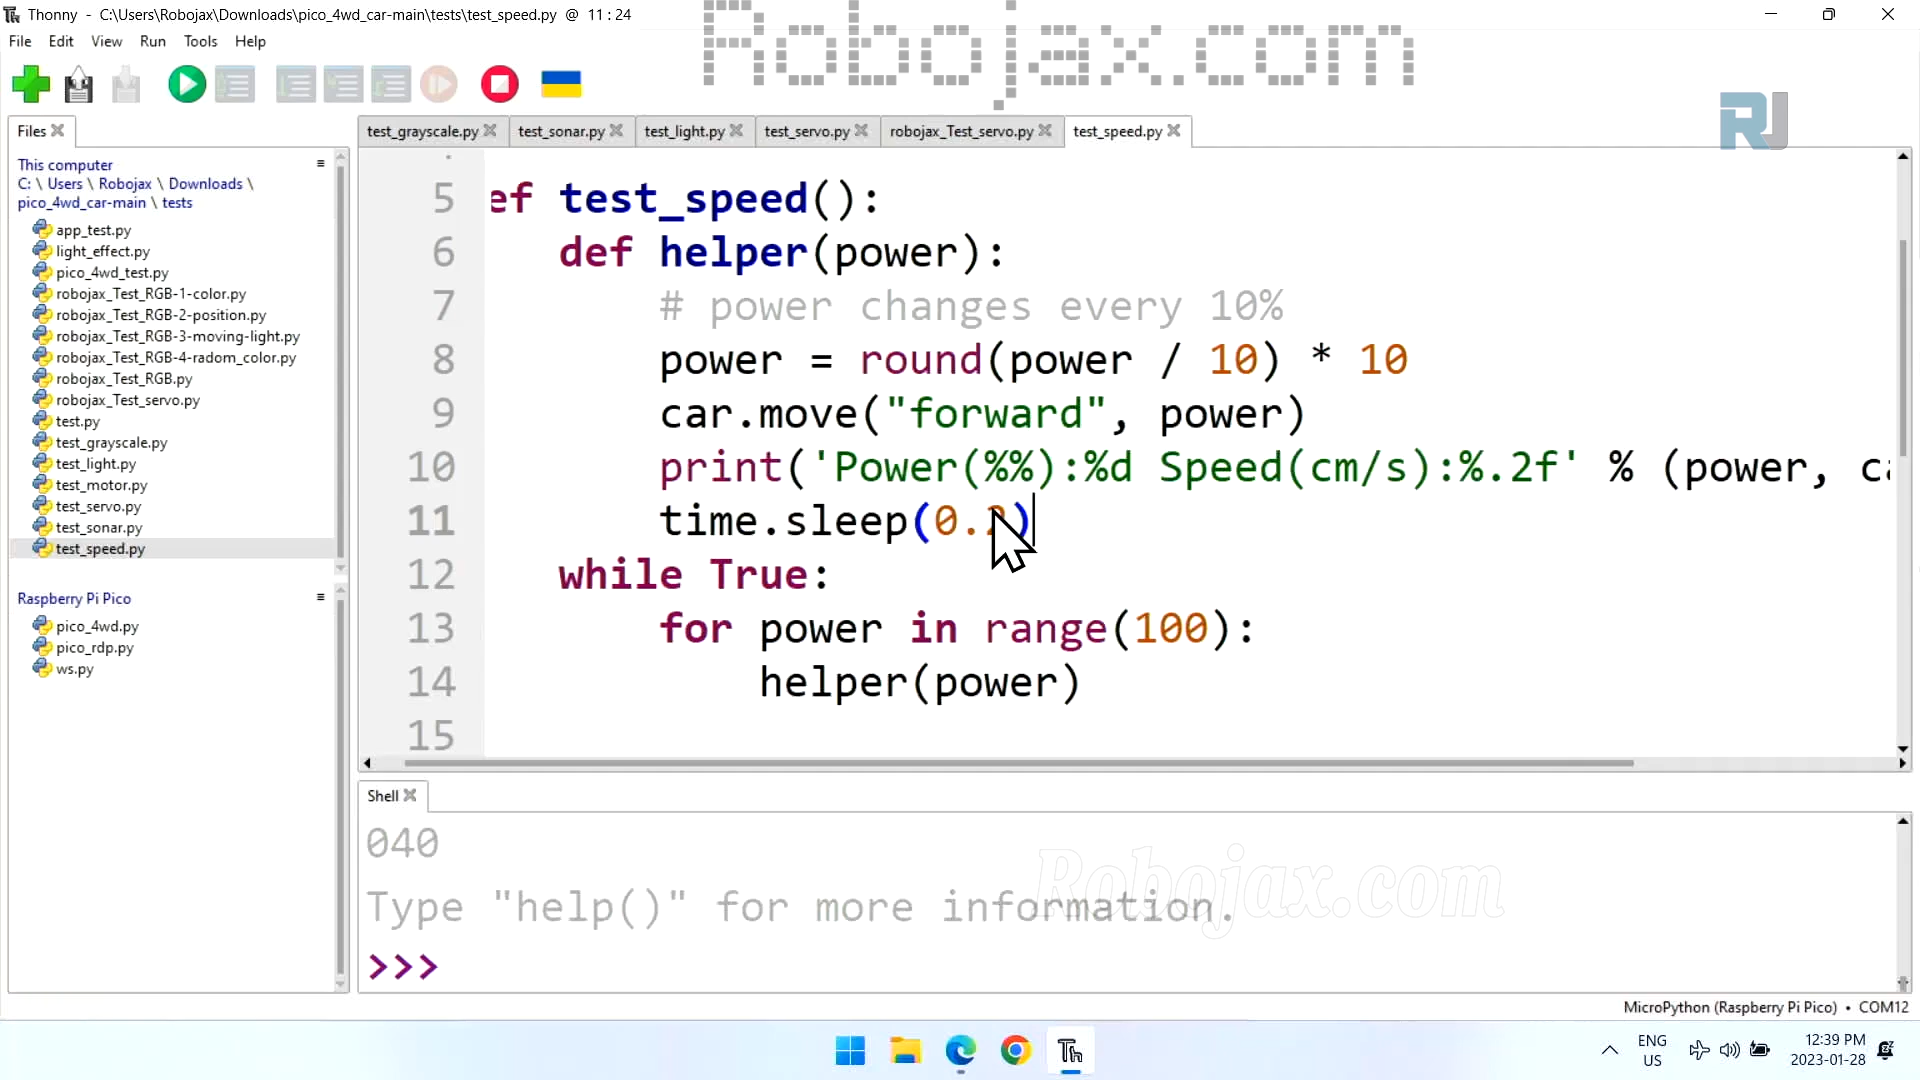 Thonny - C:\Users\Robojax\Downloads\pico_4wd_car-main\tests\test_speed.py @ 11 : 24
Robojax.com
File Edit View Run Tools Help
RJ
Files
This computer
C: \ Users \ Robojax \ Downloads \
pico_4wd_car-main \ tests
app_test.py
light_effect.py
pico_4wd_test.py
robojax_Test_RGB-1-color.py
robojax_Test_RGB-2-position.py
robojax_Test_RGB-3-moving-light.py
robojax_Test_RGB-4-radom_color.py
robojax_Test_RGB.py
robojax_Test_servo.py
test.py
test_grayscale.py
test_light.py
test_motor.py
test_servo.py
test_sonar.py
test_speed.py
Raspberry Pi Pico
pico_4wd.py
pico_rdp.py
ws.py
test_grayscale.py test_sonar.py test_light.py test_servo.py robojax_Test_servo.py test_speed.py
5 ef test_speed():
6 def helper(power):
7 # power changes every 10%
8 power = round(power / 10) * 10
9 car.move("forward", power)
10 print('Power(%%):%d Speed(cm/s):%.2f' % (power, ca
11 time.sleep(0.2)
12 while True:
13 for power in range(100):
14 helper(power)
15
Shell
040
Type "help()" for more information.
>>>
Robojax.com
MicroPython (Raspberry Pi Pico) • COM12
Th
ENG
US
12:39 PM
2023-01-28